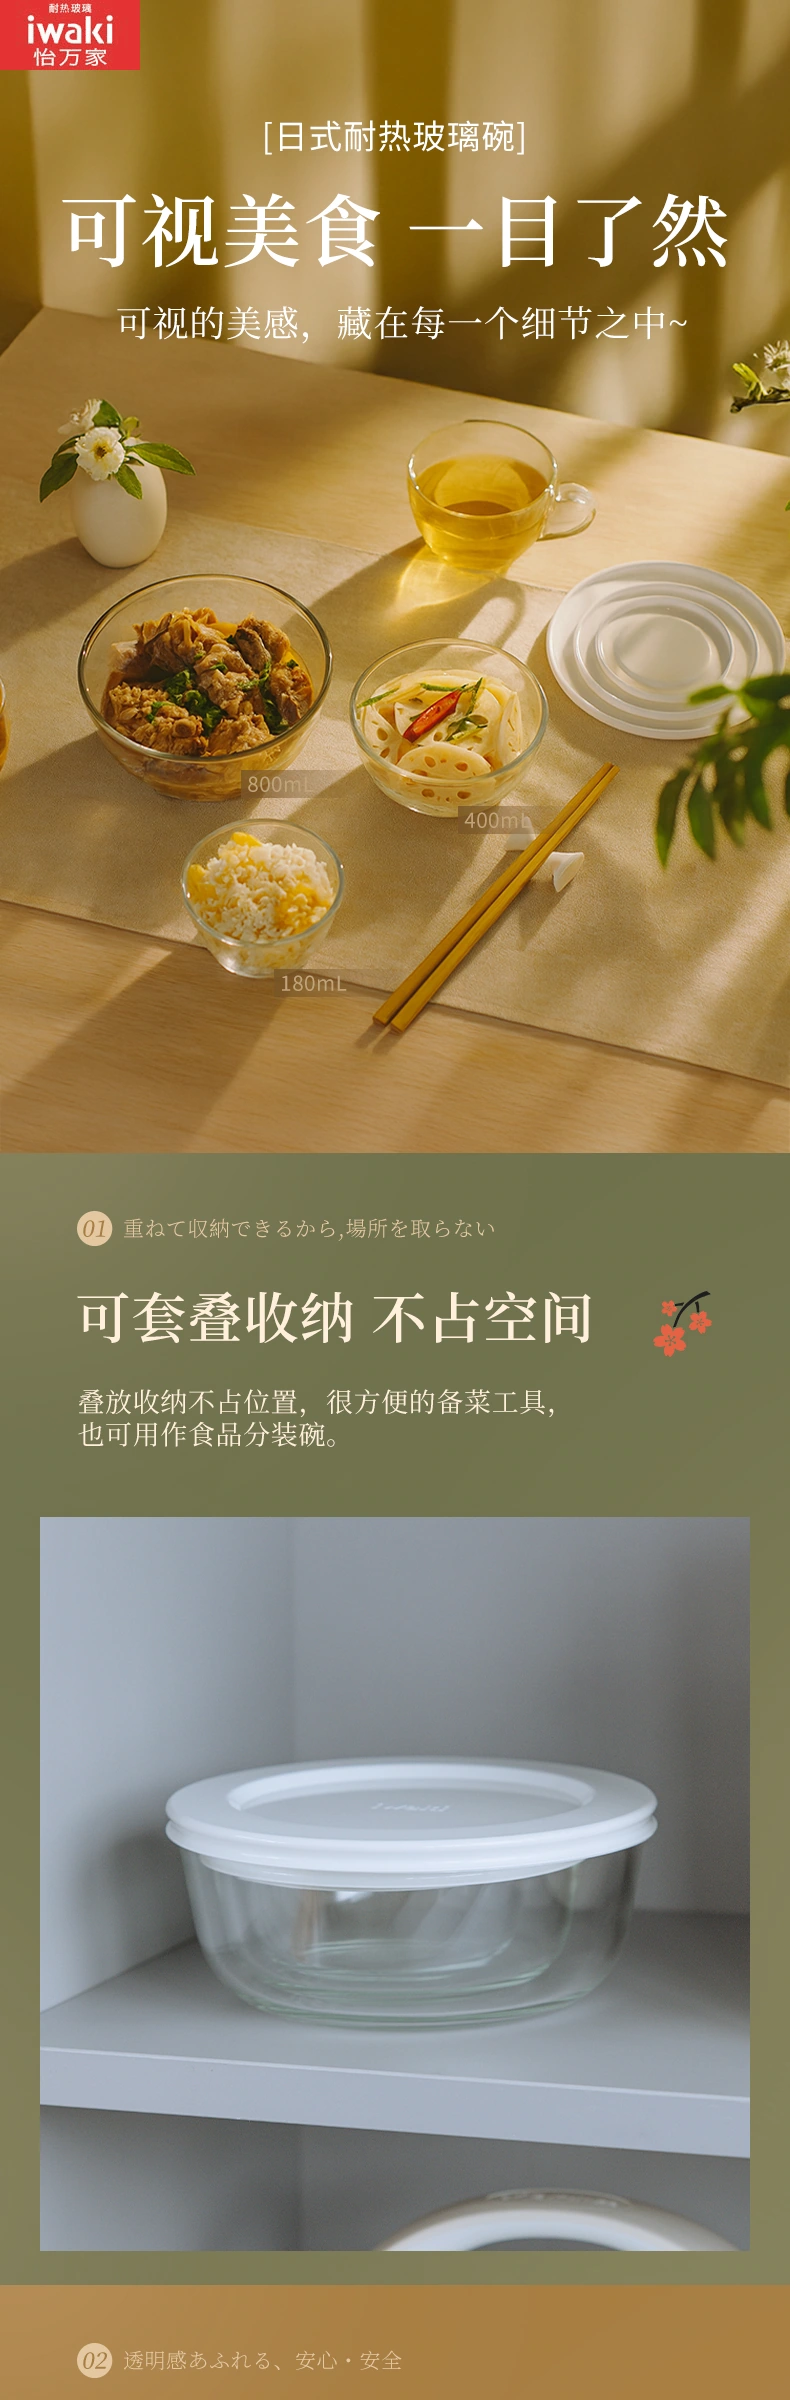 耐热玻璃
iwaki
怡万家
[日式耐热玻璃碗]
可视美食 一目了然
可视的美感，藏在每一个细节之中~
800mL
400mL
180mL
01 重ねて収納できるから,場所を取らない
可套叠收纳 不占空间
叠放收纳不占位置，很方便的备菜工具，
也可用作食品分装碗。
02 透明感あふれる、安心・安全